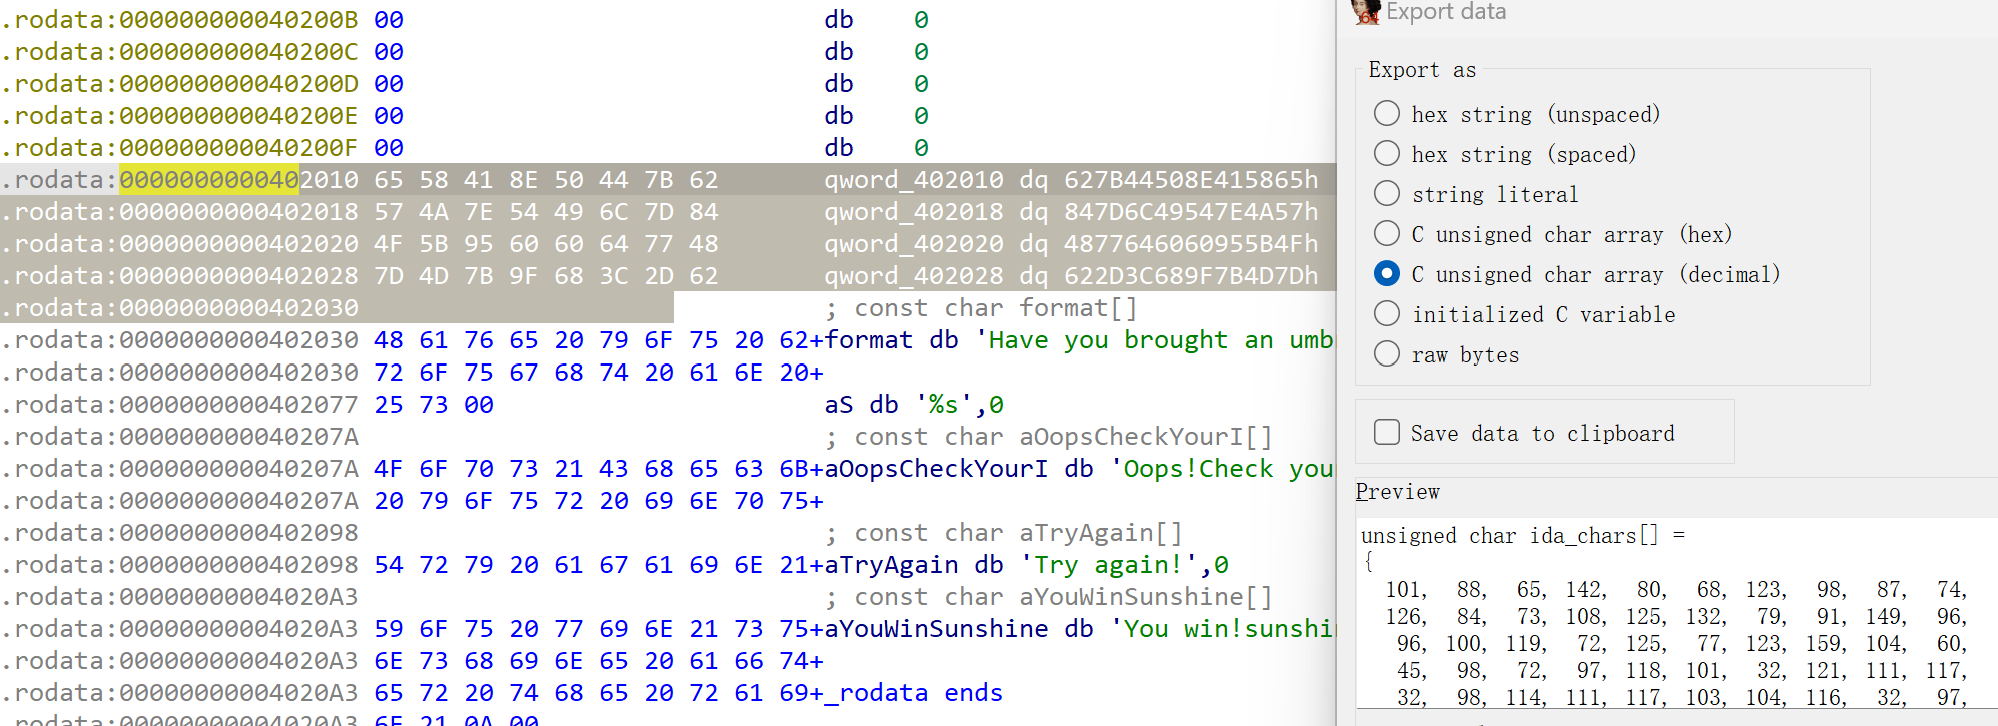 .rodata:000000000040200B 00 db 0
.rodata:000000000040200C 00 db 0
.rodata:000000000040200D 00 db 0
.rodata:000000000040200E 00 db 0
.rodata:000000000040200F 00 db 0
.rodata:0000000000402010 65 58 41 8E 50 44 7B 62 qword_402010 dq 627B44508E415865h
.rodata:0000000000402018 57 4A 7E 54 49 6C 7D 84 qword_402018 dq 847D6C49547E4A57h
.rodata:0000000000402020 4F 5B 95 60 60 64 77 48 qword_402020 dq 4877646060955B4Fh
.rodata:0000000000402028 7D 4D 7B 9F 68 3C 2D 62 qword_402028 dq 622D3C689F7B4D7Dh
.rodata:0000000000402030 ; const char format[]
.rodata:0000000000402030 48 61 76 65 20 79 6F 75 20 62+format db 'Have you brought an umb
.rodata:0000000000402030 72 6F 75 67 68 74 20 61 6E 20+
.rodata:0000000000402077 25 73 00 aS db '%s',0
.rodata:000000000040207A ; const char aOopsCheckYourI[]
.rodata:000000000040207A 4F 6F 70 73 21 43 68 65 63 6B+aOopsCheckYourI db 'Oops!Check you
.rodata:000000000040207A 20 79 6F 75 72 20 69 6E 70 75+
.rodata:0000000000402098 ; const char aTryAgain[]
.rodata:0000000000402098 54 72 79 20 61 67 61 69 6E 21+aTryAgain db 'Try again!',0
.rodata:00000000004020A3 ; const char aYouWinSunshine[]
.rodata:00000000004020A3 59 6F 75 20 77 69 6E 21 73 75+aYouWinSunshine db 'You win!sunshi
.rodata:00000000004020A3 6E 73 68 69 6E 65 20 61 66 74+
.rodata:00000000004020A3 65 72 20 74 68 65 20 72 61 69+_rodata ends
.rodata:00000000004020A3 6E 21 0A 00
Export data
Export as
hex string (unspaced)
hex string (spaced)
string literal
C unsigned char array (hex)
C unsigned char array (decimal)
initialized C variable
raw bytes
Save data to clipboard
Preview
unsigned char ida_chars[] =
{
101, 88, 65, 142, 80, 68, 123, 98, 87, 74,
126, 84, 73, 108, 125, 132, 79, 91, 149, 96,
96, 100, 119, 72, 125, 77, 123, 159, 104, 60,
45, 98, 72, 97, 118, 101, 32, 121, 111, 117,
32, 98, 114, 111, 117, 103, 104, 116, 32, 97,